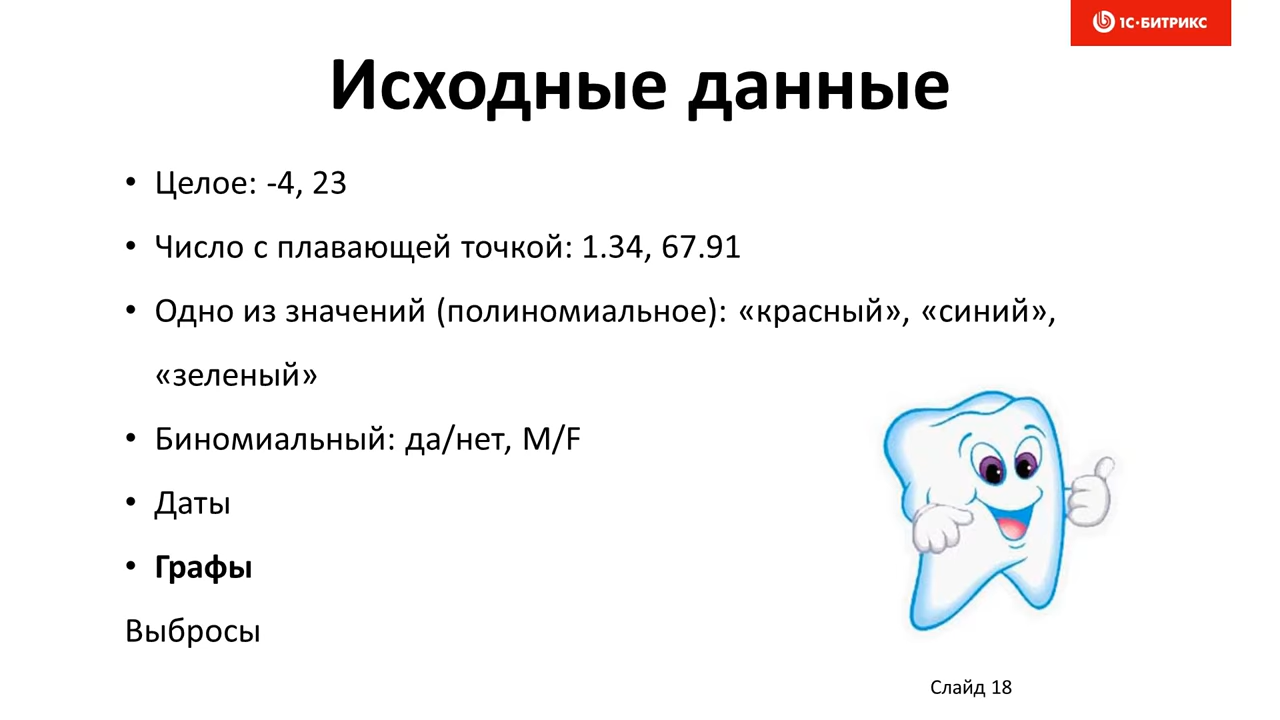 1С·БИТРИКС
Исходные данные
• Целое: -4, 23
• Число с плавающей точкой: 1.34, 67.91
• Одно из значений (полиномиальное): «красный», «синий»,
«зеленый»
• Биномиальный: да/нет, M/F
• Даты
• Графы
Выбросы
Слайд 18